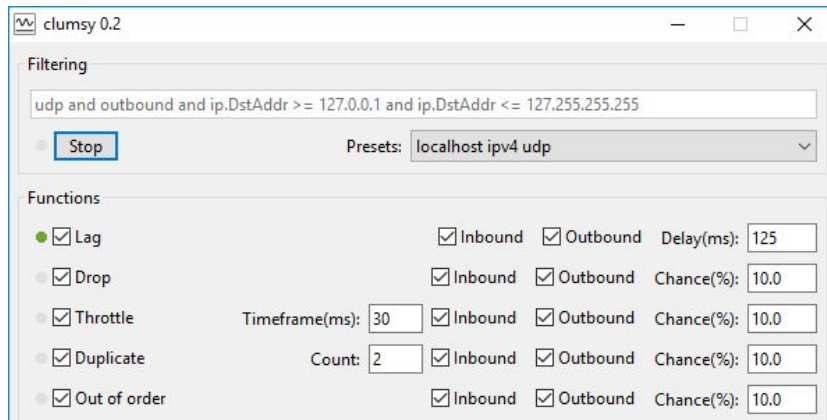 clumsy 0.2
Filtering
udp and outbound and ip.DstAddr >= 127.0.0.1 and ip.DstAddr <= 127.255.255.255
Stop Presets: localhost ipv4 udp
Functions
Lag Inbound Outbound Delay(ms): 125
Drop Inbound Outbound Chance(%): 10.0
Throttle Timeframe(ms): 30 Inbound Outbound Chance(%): 10.0
Duplicate Count: 2 Inbound Outbound Chance(%): 10.0
Out of order Inbound Outbound Chance(%): 10.0